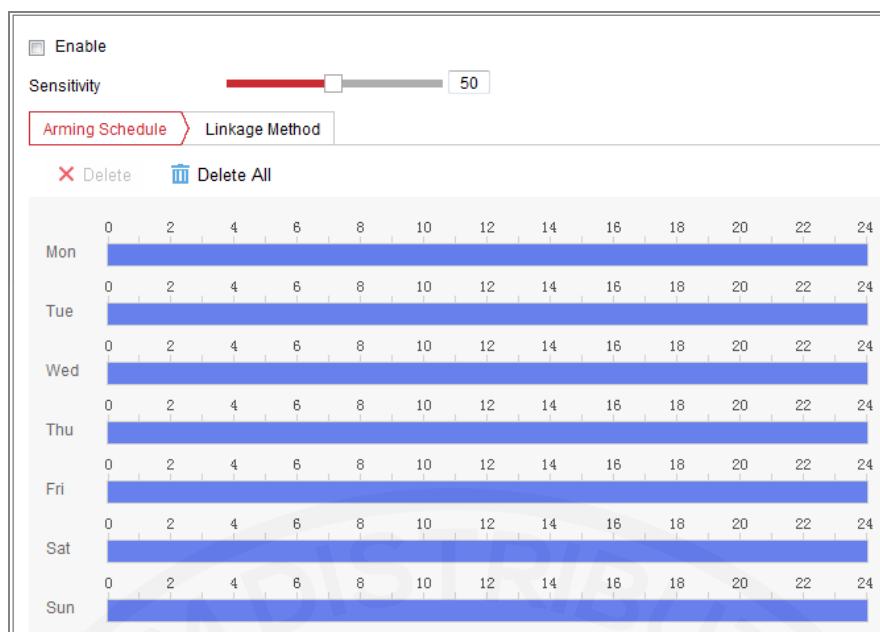 Enable
Sensitivity 50
Arming Schedule Linkage Method
Delete Delete All
0 2 4 6 8 10 12 14 16 18 20 22 24
Mon
0 2 4 6 8 10 12 14 16 18 20 22 24
Tue
0 2 4 6 8 10 12 14 16 18 20 22 24
Wed
0 2 4 6 8 10 12 14 16 18 20 22 24
Thu
0 2 4 6 8 10 12 14 16 18 20 22 24
Fri
0 2 4 6 8 10 12 14 16 18 20 22 24
Sat
0 2 4 6 8 10 12 14 16 18 20 22 24
Sun